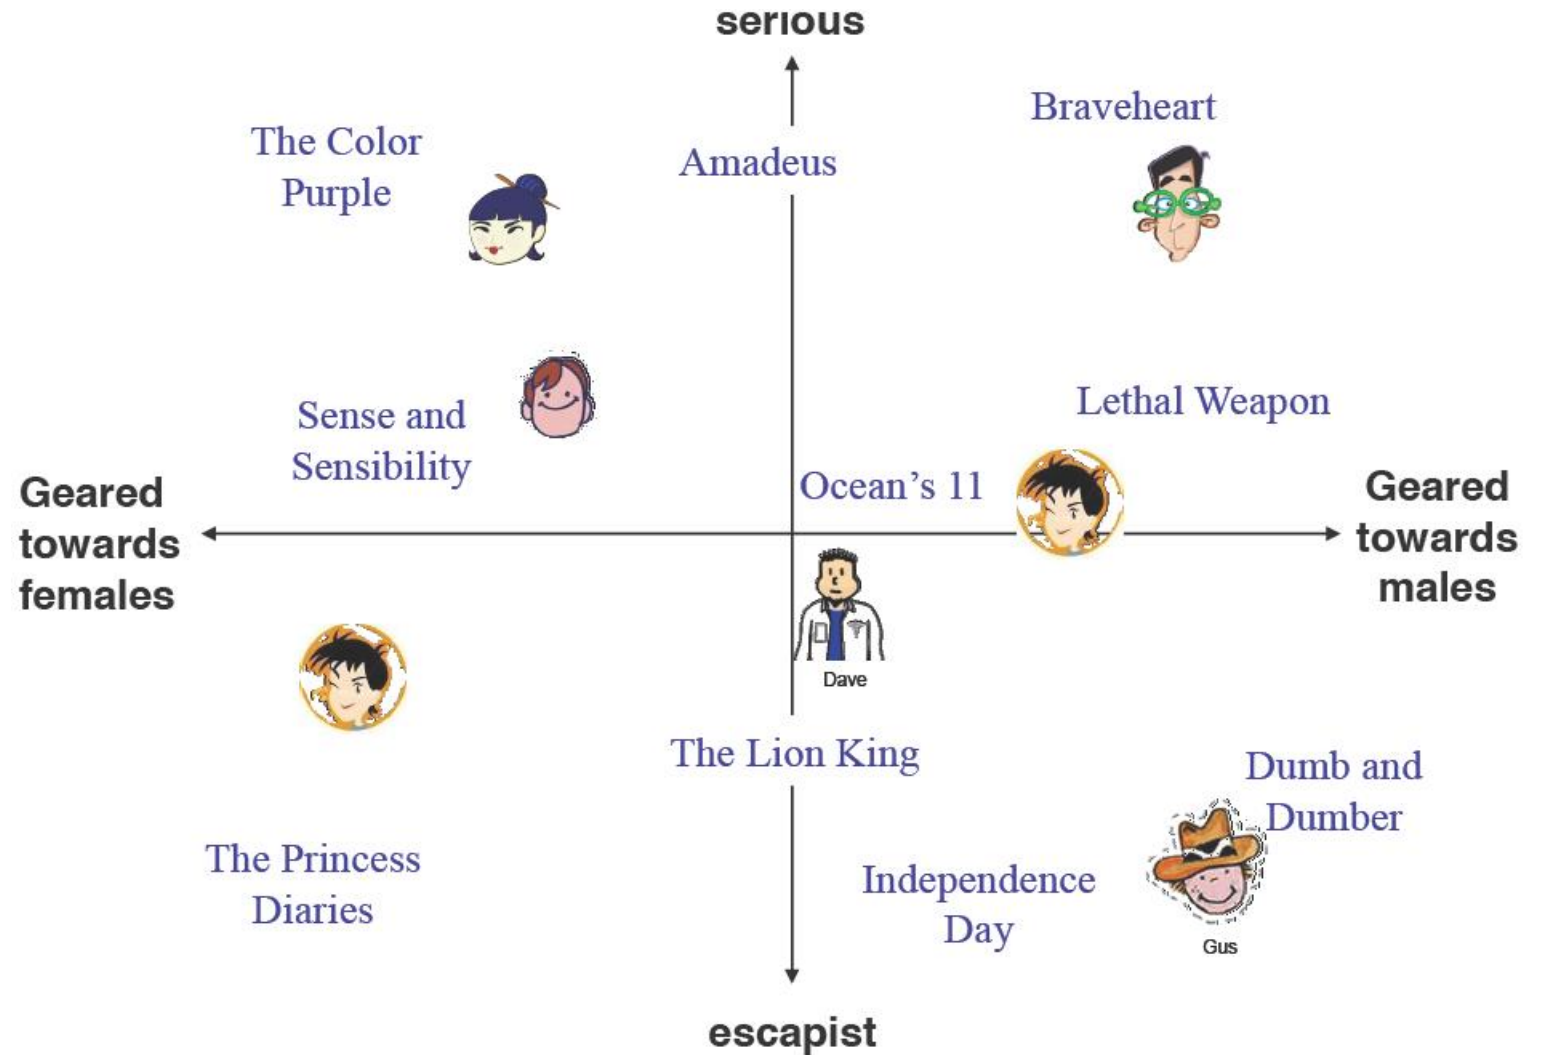 serious
Braveheart
The Color
Purple
Amadeus
Lethal Weapon
Sense and
Sensibility
Ocean's 11
Geared
towards
females
Geared
towards
males
Dave
The Lion King
Dumb and
Dumber
The Princess
Diaries
Independence
Day
Gus
escapist